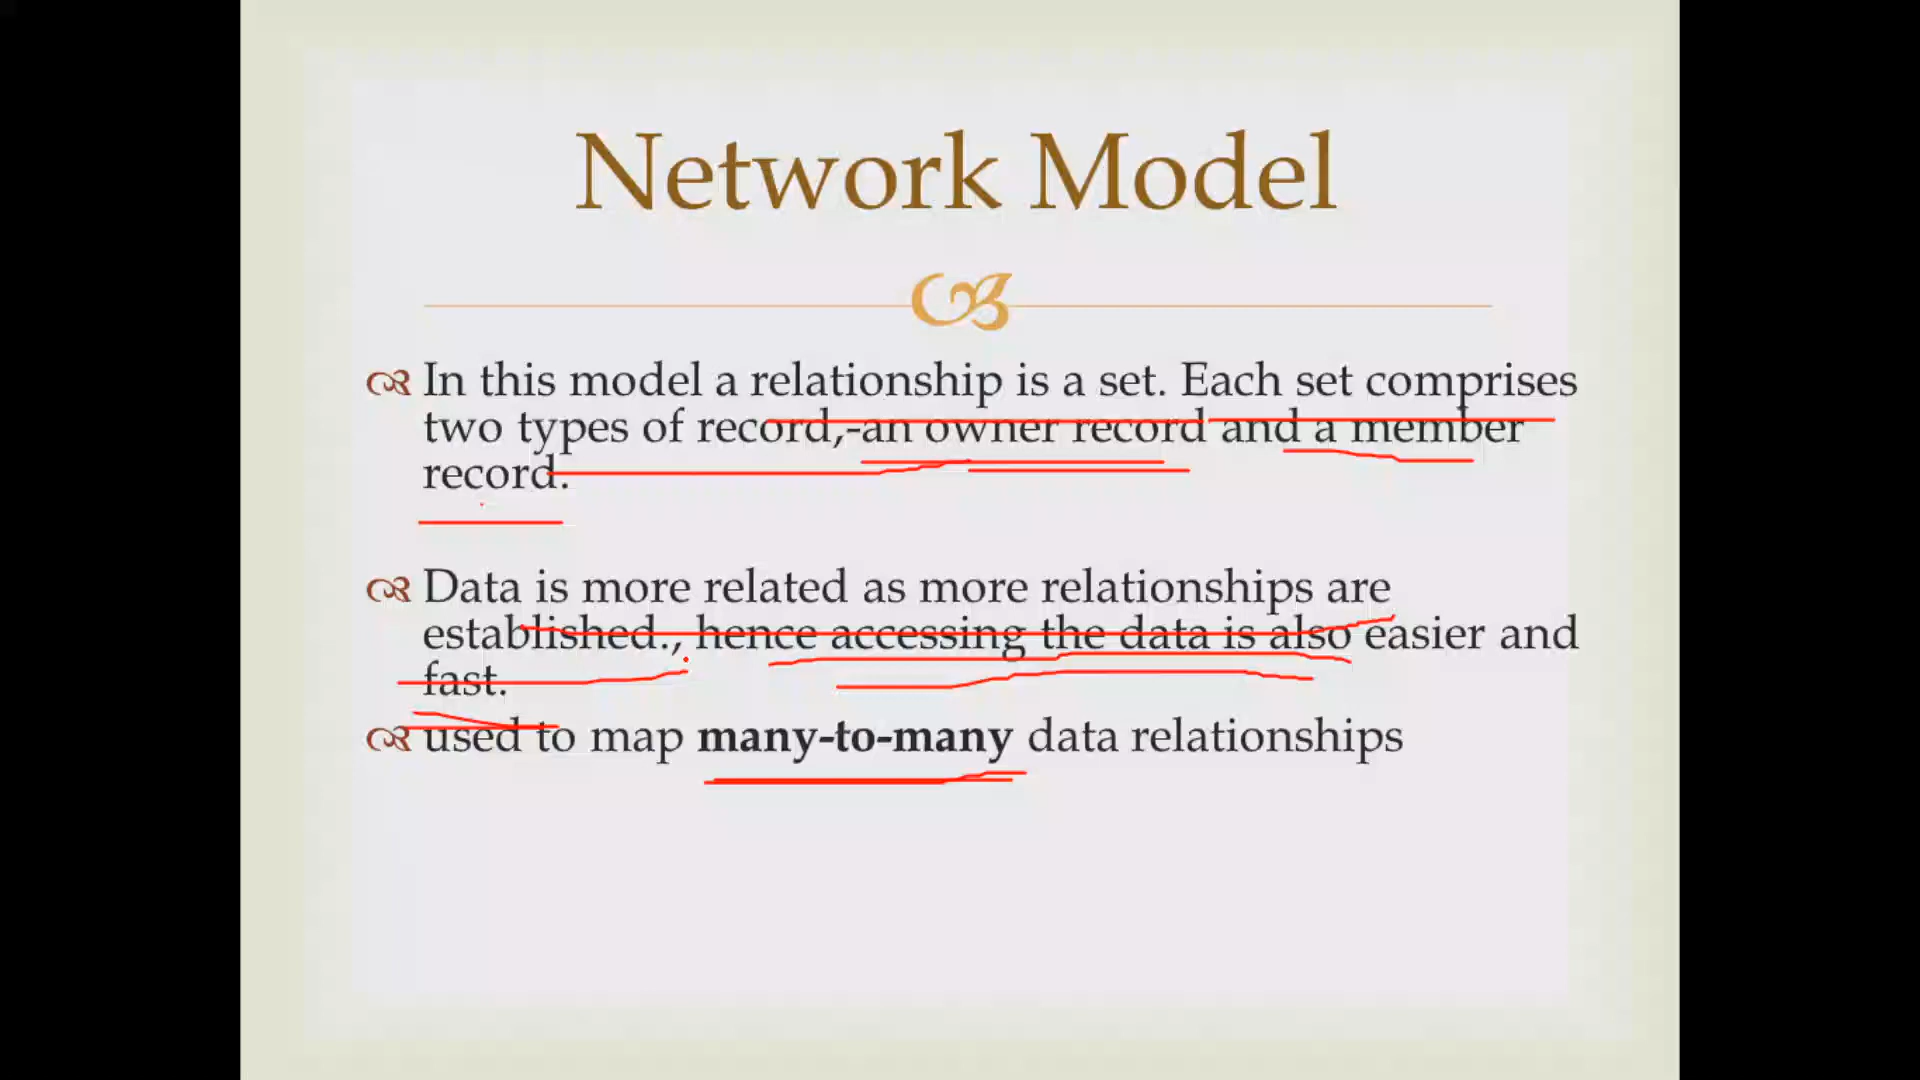 Network Model
In this model a relationship is a set. Each set comprises
two types of record,-an owner record and a member
record.
Data is more related as more relationships are
established., hence accessing the data is also easier and
fast.
used to map many-to-many data relationships